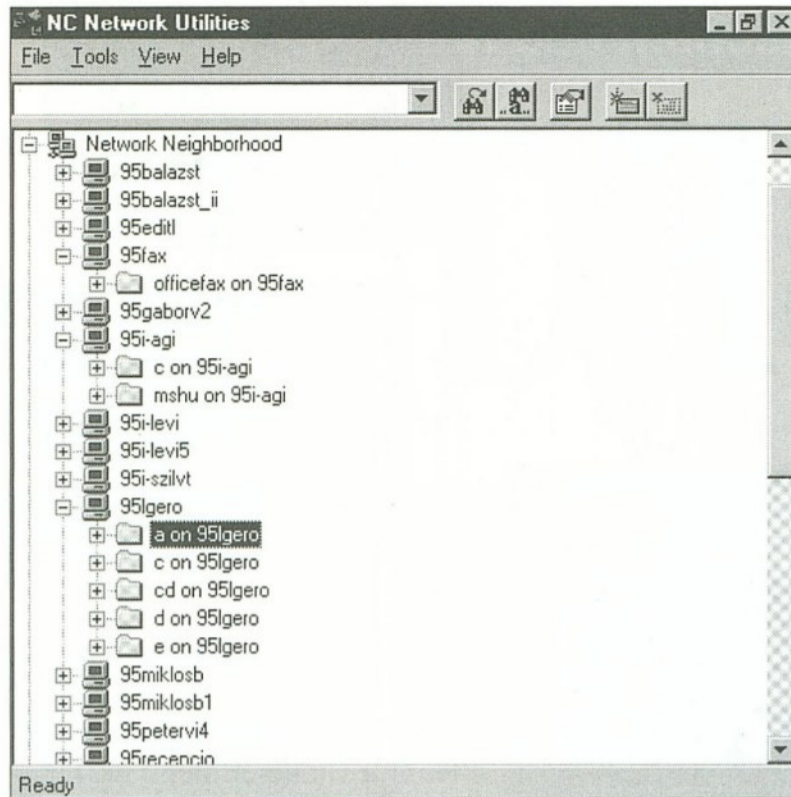 NC Network Utilities
File Tools View Help
..a..
Network Neighborhood
95balazst
95balazst_ii
95editl
95fax
officefax on 95fax
95gaborv2
95i-agi
c on 95i-agi
mshu on 95i-agi
95i-levi
95i-levi5
95i-szilvt
95lgero
a on 95lgero
c on 95lgero
cd on 95lgero
d on 95lgero
e on 95lgero
95miklosb
95miklosb1
95petervi4
95recencio
Ready